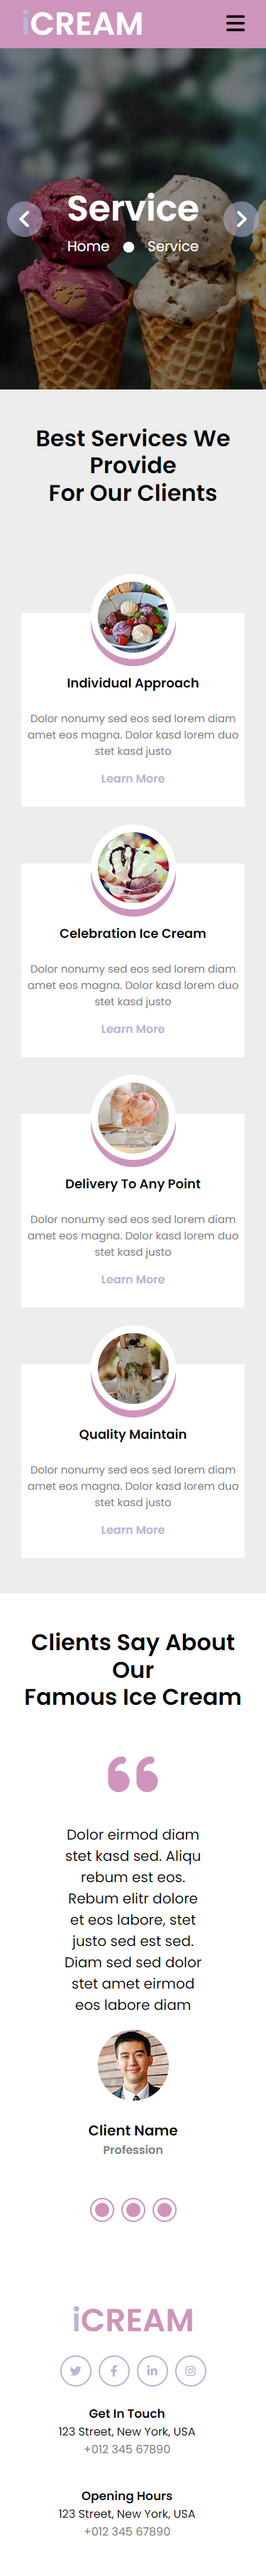 iCREAM
Service
Home Service
Best Services We
Provide
For Our Clients
Individual Approach
Dolor nonumy sed eos sed lorem diam
amet eos magna. Dolor kasd lorem duo
stet kasd justo
Learn More
Celebration Ice Cream
Dolor nonumy sed eos sed lorem diam
amet eos magna. Dolor kasd lorem duo
stet kasd justo
Learn More
Delivery To Any Point
Dolor nonumy sed eos sed lorem diam
amet eos magna. Dolor kasd lorem duo
stet kasd justo
Learn More
Quality Maintain
Dolor nonumy sed eos sed lorem diam
amet eos magna. Dolor kasd lorem duo
stet kasd justo
Learn More
Clients Say About
Our
Famous Ice Cream
Dolor eirmod diam
stet kasd sed. Aliqu
rebum est eos.
Rebum elitr dolore
et eos labore, stet
justo sed est sed.
Diam sed sed dolor
stet amet eirmod
eos labore diam
Client Name
Profession
iCREAM
Get In Touch
123 Street, New York, USA
+012 345 67890
Opening Hours
123 Street, New York, USA
+012 345 67890